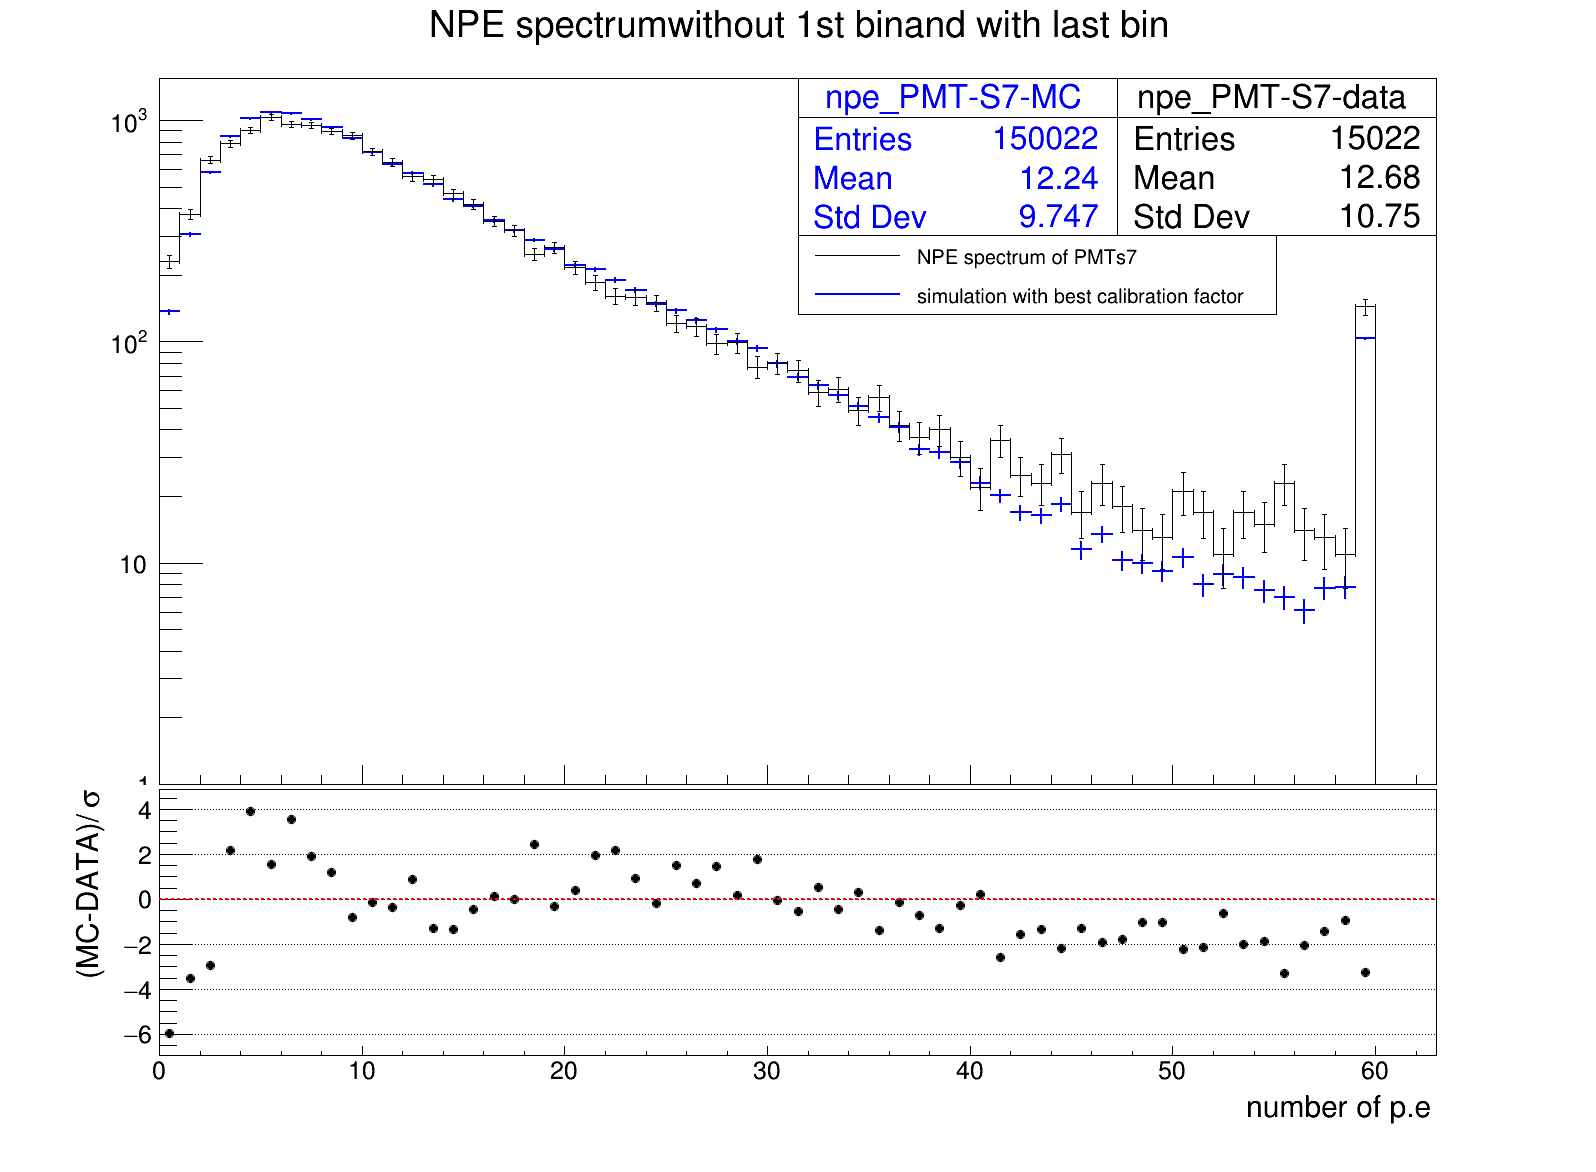 NPE spectrumwithout 1st binand with last bin
npe_PMT-S7-MC
Entries 150022
Mean 12.24
Std Dev 9.747
npe_PMT-S7-data
Entries 15022
Mean 12.68
Std Dev 10.75
NPE spectrum of PMTs7
simulation with best calibration factor
10³
10²
10
1
(MC-DATA)/ σ
4
2
0
−2
−4
−6
0 10 20 30 40 50 60
number of p.e